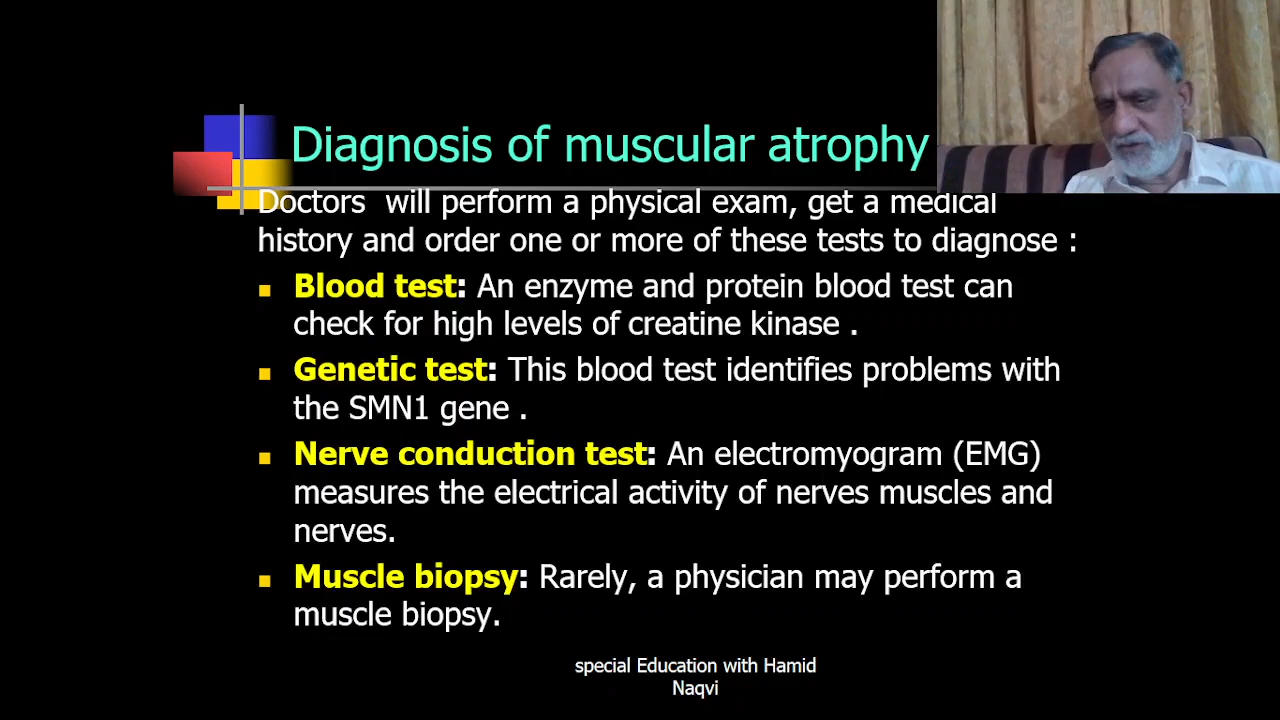 Diagnosis of muscular atrophy
Doctors  will perform a physical exam, get a medical
history and order one or more of these tests to diagnose :
Blood test: An enzyme and protein blood test can
check for high levels of creatine kinase .
Genetic test: This blood test identifies problems with
the SMN1 gene .
Nerve conduction test: An electromyogram (EMG)
measures the electrical activity of nerves muscles and
nerves.
Muscle biopsy: Rarely, a physician may perform a
muscle biopsy.
special Education with Hamid
Naqvi